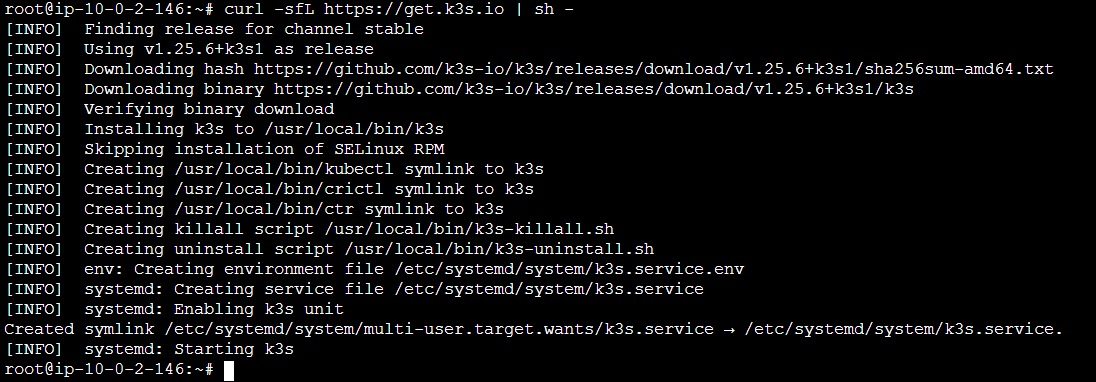 root@ip-10-0-2-146:~# curl -sfL https://get.k3s.io | sh -
[INFO]  Finding release for channel stable
[INFO]  Using v1.25.6+k3s1 as release
[INFO]  Downloading hash https://github.com/k3s-io/k3s/releases/download/v1.25.6+k3s1/sha256sum-amd64.txt
[INFO]  Downloading binary https://github.com/k3s-io/k3s/releases/download/v1.25.6+k3s1/k3s
[INFO]  Verifying binary download
[INFO]  Installing k3s to /usr/local/bin/k3s
[INFO]  Skipping installation of SELinux RPM
[INFO]  Creating /usr/local/bin/kubectl symlink to k3s
[INFO]  Creating /usr/local/bin/crictl symlink to k3s
[INFO]  Creating /usr/local/bin/ctr symlink to k3s
[INFO]  Creating killall script /usr/local/bin/k3s-killall.sh
[INFO]  Creating uninstall script /usr/local/bin/k3s-uninstall.sh
[INFO]  env: Creating environment file /etc/systemd/system/k3s.service.env
[INFO]  systemd: Creating service file /etc/systemd/system/k3s.service
[INFO]  systemd: Enabling k3s unit
Created symlink /etc/systemd/system/multi-user.target.wants/k3s.service → /etc/systemd/system/k3s.service.
[INFO]  systemd: Starting k3s
root@ip-10-0-2-146:~#